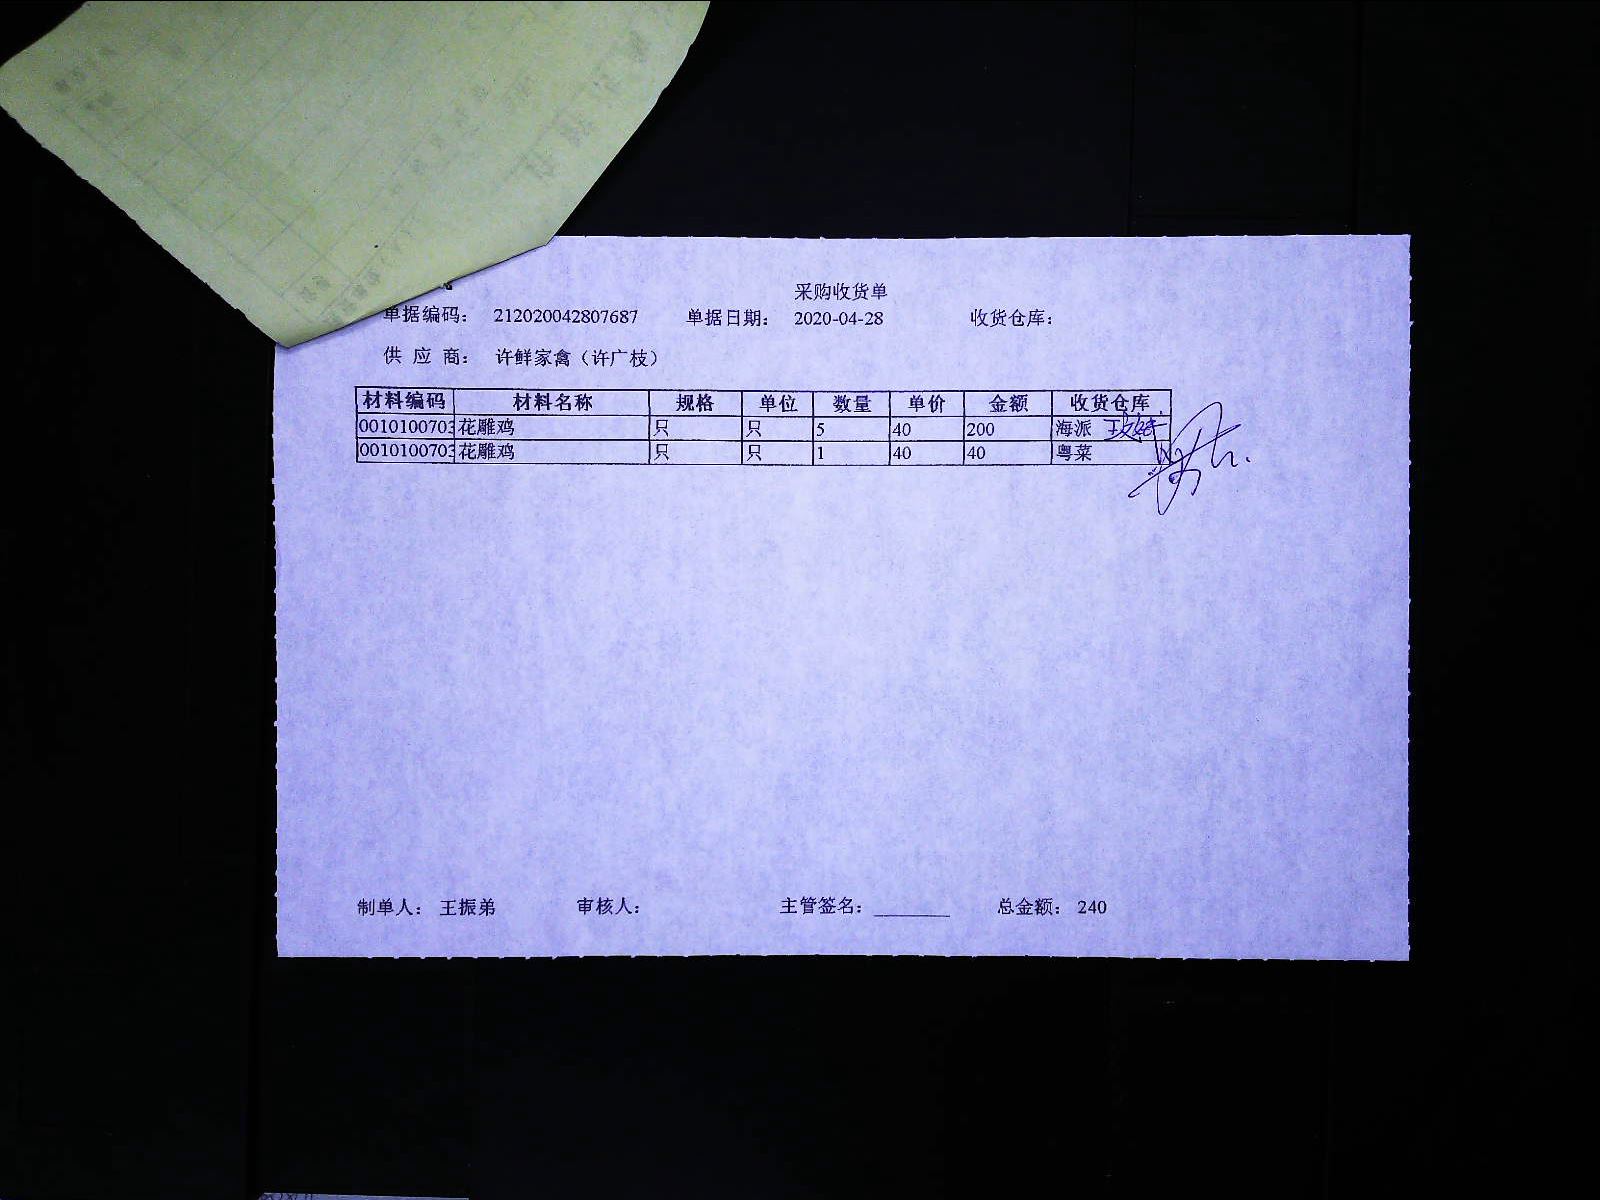 采购收货单
单据编码： 212020042807687 单据日期： 2020-04-28 收货仓库：
供 应 商： 许鲜家禽（许广枝）
材料编码 材料名称 规格 单位 数量 单价 金额 收货仓库
0010100703 花雕鸡 只 只 5 40 200 海派
0010100703 花雕鸡 只 只 1 40 40 粤菜
制单人： 王振弟 审核人： 主管签名： 总金额： 240